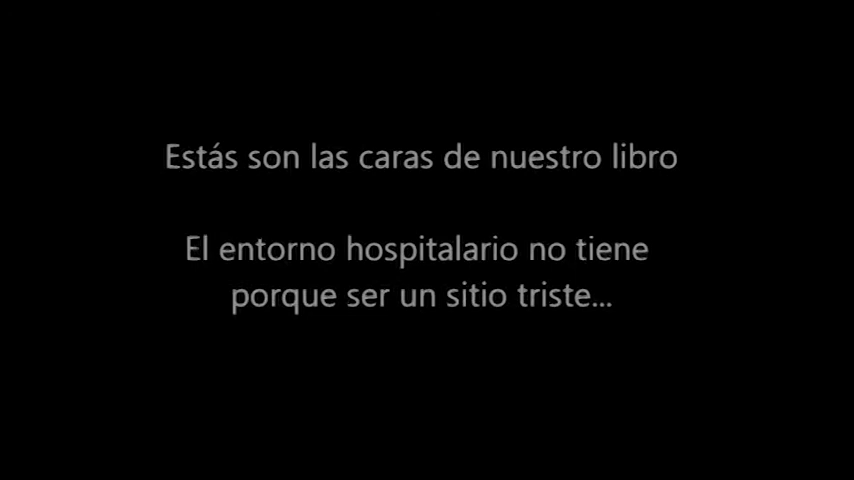 Estás son las caras de nuestro libro
El entorno hospitalario no tiene
porque ser un sitio triste...